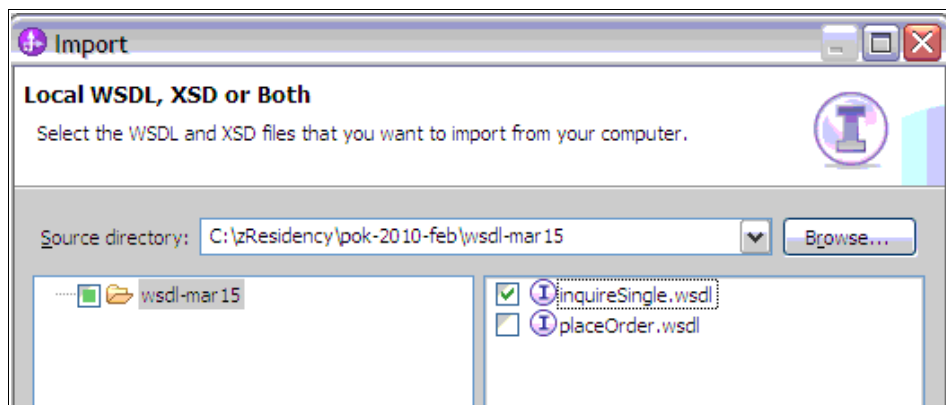 Import
Local WSDL, XSD or Both
Select the WSDL and XSD files that you want to import from your computer.
Source directory: C:\zResidency\pok-2010-feb\wsdl-mar15 Browse...
wsdl-mar15
inquireSingle.wsdl
placeOrder.wsdl